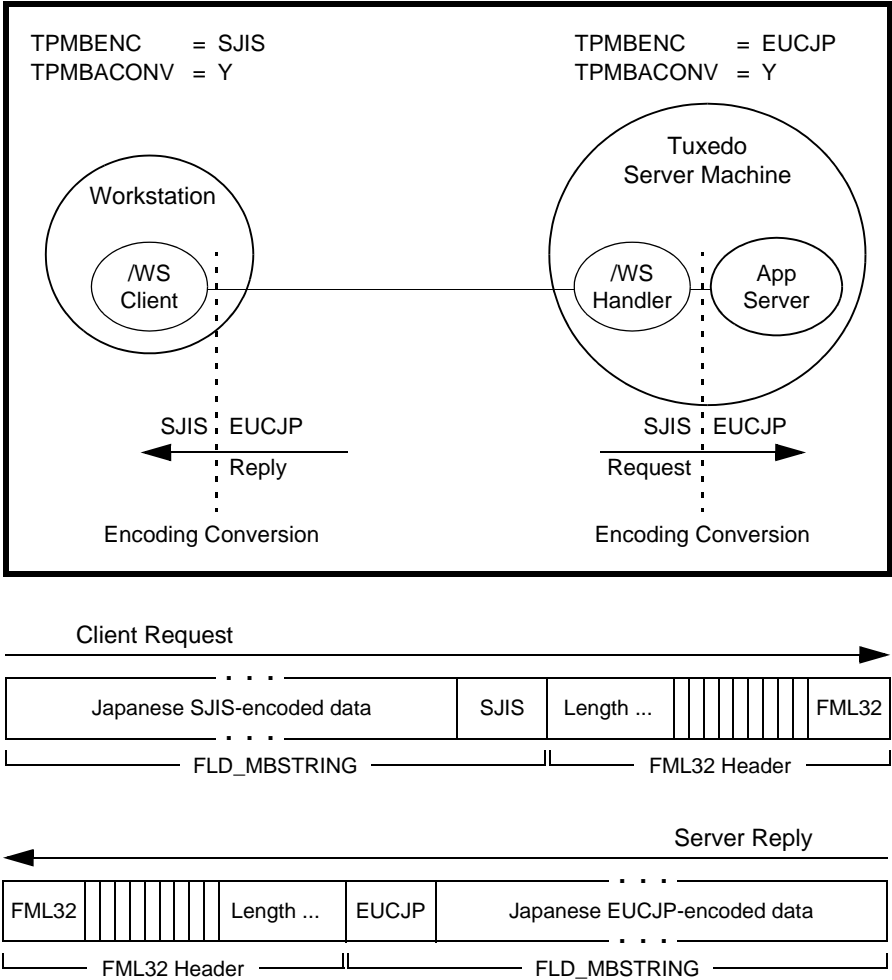 TPMBENC = SJIS
TPMBACONV = Y
TPMBENC = EUCJP
TPMBACONV = Y
Workstation
/WS
Client
Tuxedo
Server Machine
/WS
Handler
App
Server
SJIS EUCJP
Reply
Encoding Conversion
SJIS EUCJP
Request
Encoding Conversion
Client Request
Japanese SJIS-encoded data SJIS Length ... FML32
FLD_MBSTRING FML32 Header
Server Reply
FML32 Length ... EUCJP Japanese EUCJP-encoded data
FML32 Header FLD_MBSTRING